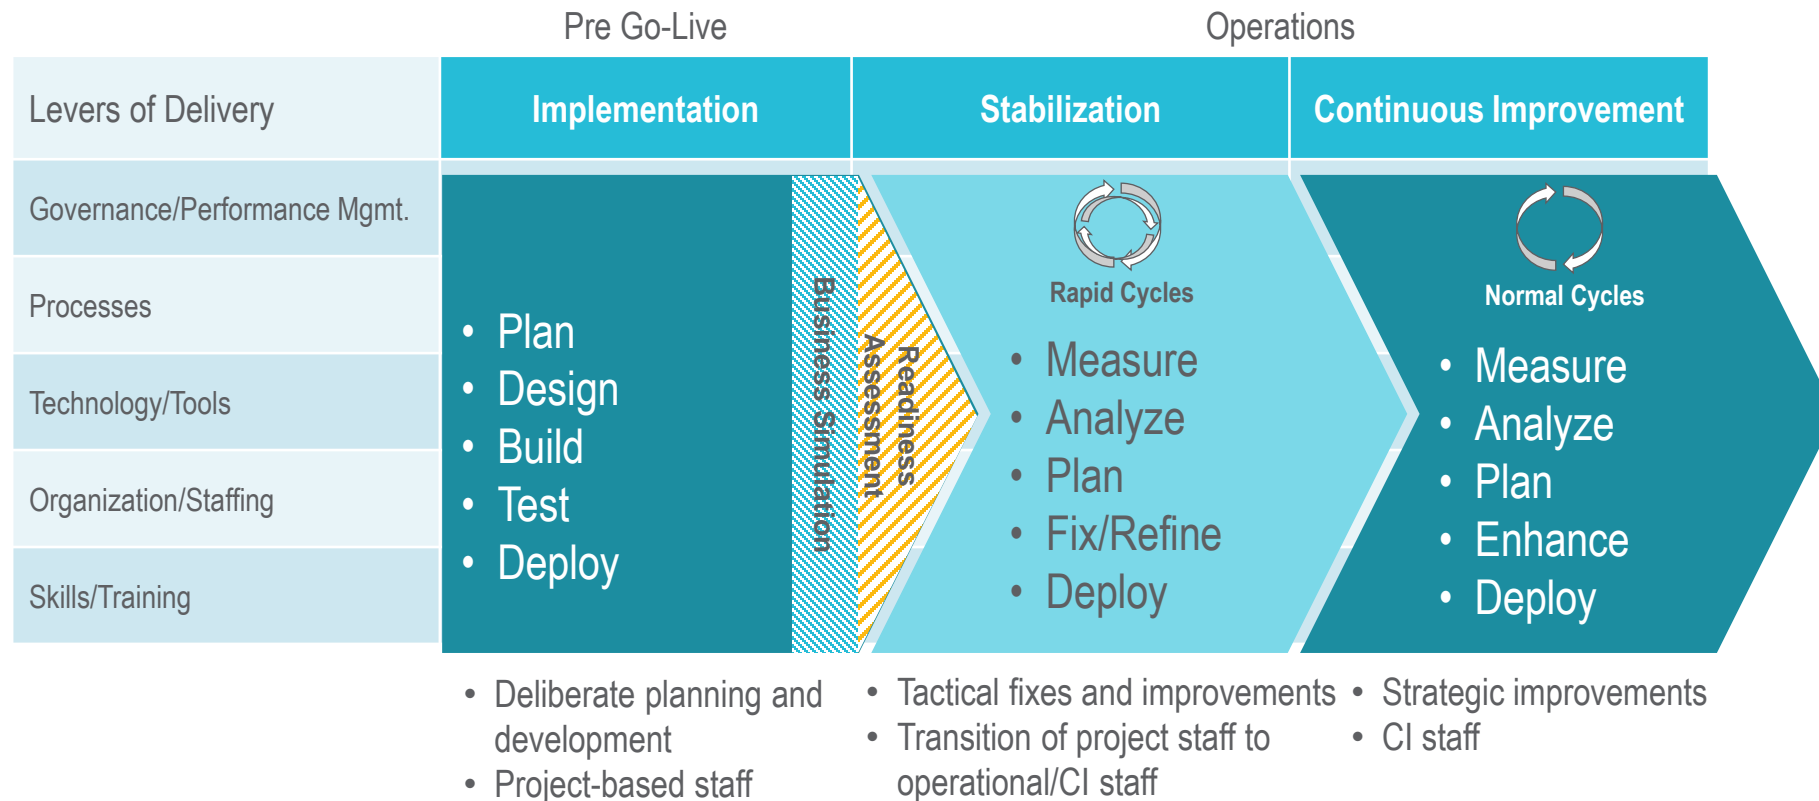 Pre Go-Live
Operations
Levers of Delivery
Implementation
Stabilization
Continuous Improvement
Governance/Performance Mgmt.
Processes
Technology/Tools
Organization/Staffing
Skills/Training
• Plan
• Design
• Build
• Test
• Deploy
Business Simulation
Readiness
Assessment
Rapid Cycles
• Measure
• Analyze
• Plan
• Fix/Refine
• Deploy
Normal Cycles
• Measure
• Analyze
• Plan
• Enhance
• Deploy
• Deliberate planning and
development
• Project-based staff
• Tactical fixes and improvements
• Transition of project staff to
operational/CI staff
• Strategic improvements
• CI staff